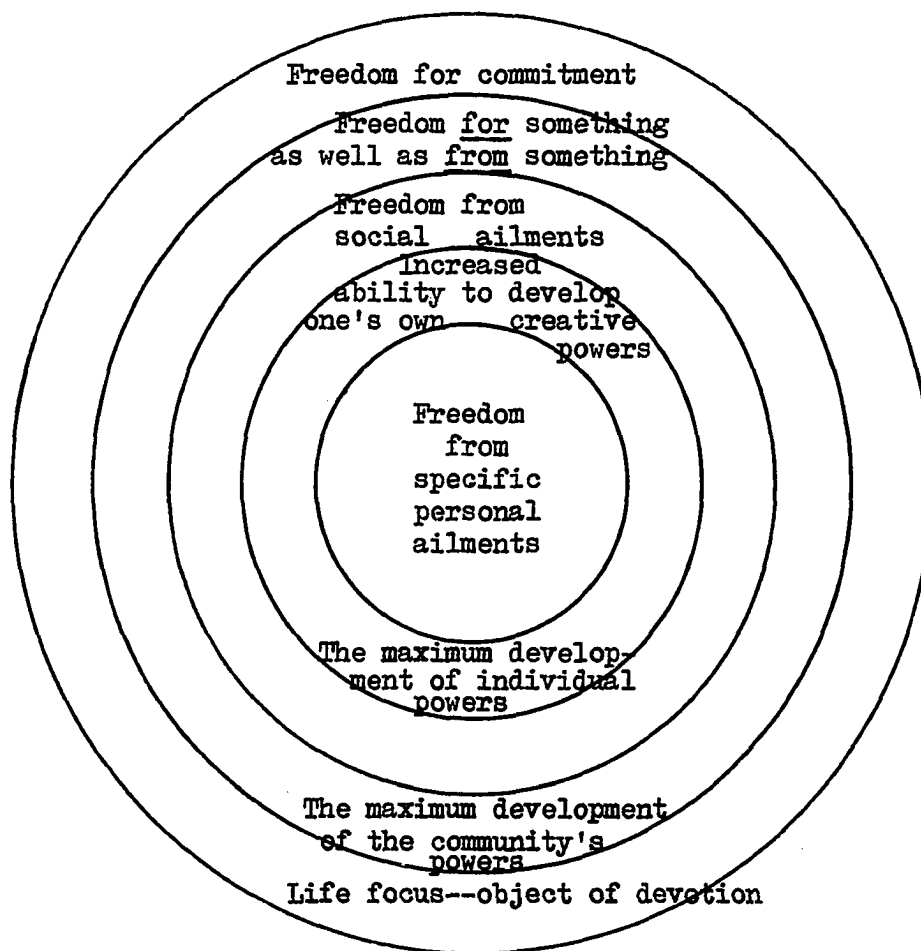 Freedom for commitment
Freedom for something
as well as from something
Freedom from
social ailments
Increased
ability to develop
one's own creative
powers
Freedom
from
specific
personal
ailments
The maximum develop-
ment of individual
powers
The maximum development
of the community's
powers
Life focus--object of devotion